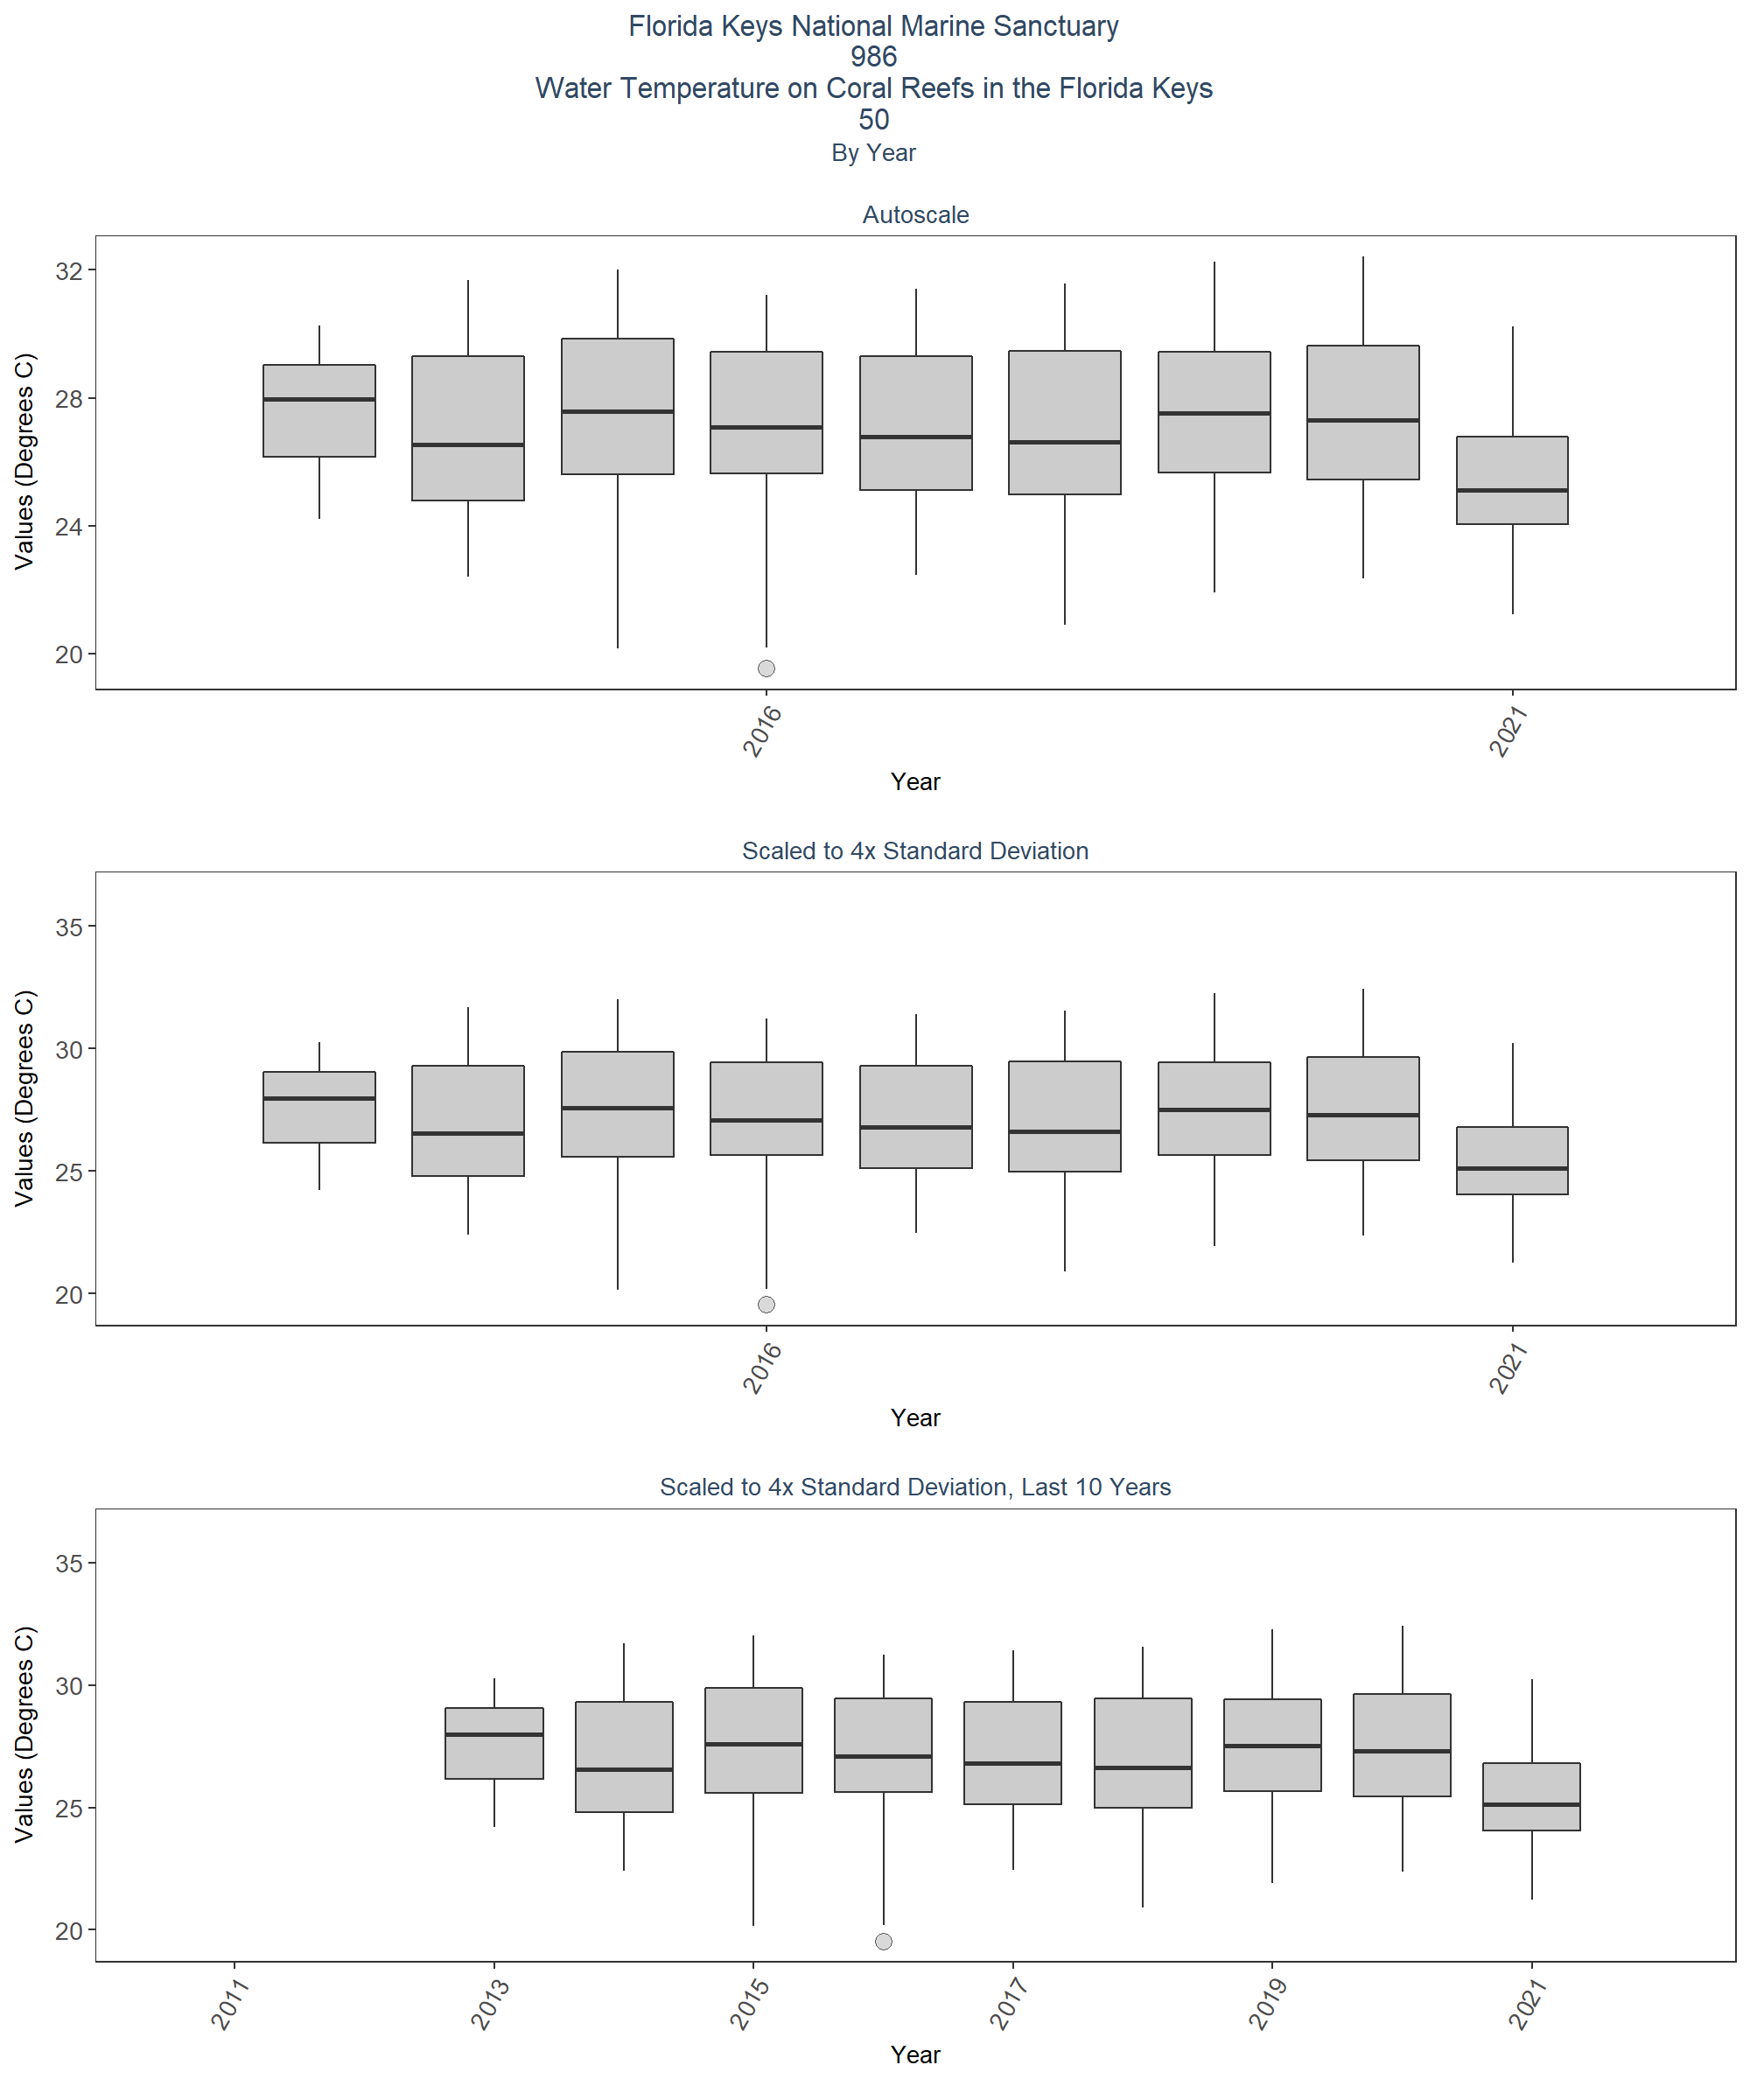 Florida Keys National Marine Sanctuary
986
Water Temperature on Coral Reefs in the Florida Keys
50
By Year
Autoscale
Values (Degrees C)
32
28
24
20
2016
2021
Year
Scaled to 4x Standard Deviation
Values (Degrees C)
35
30
25
20
2016
2021
Year
Scaled to 4x Standard Deviation, Last 10 Years
Values (Degrees C)
35
30
25
20
2011
2013
2015
2017
2019
2021
Year